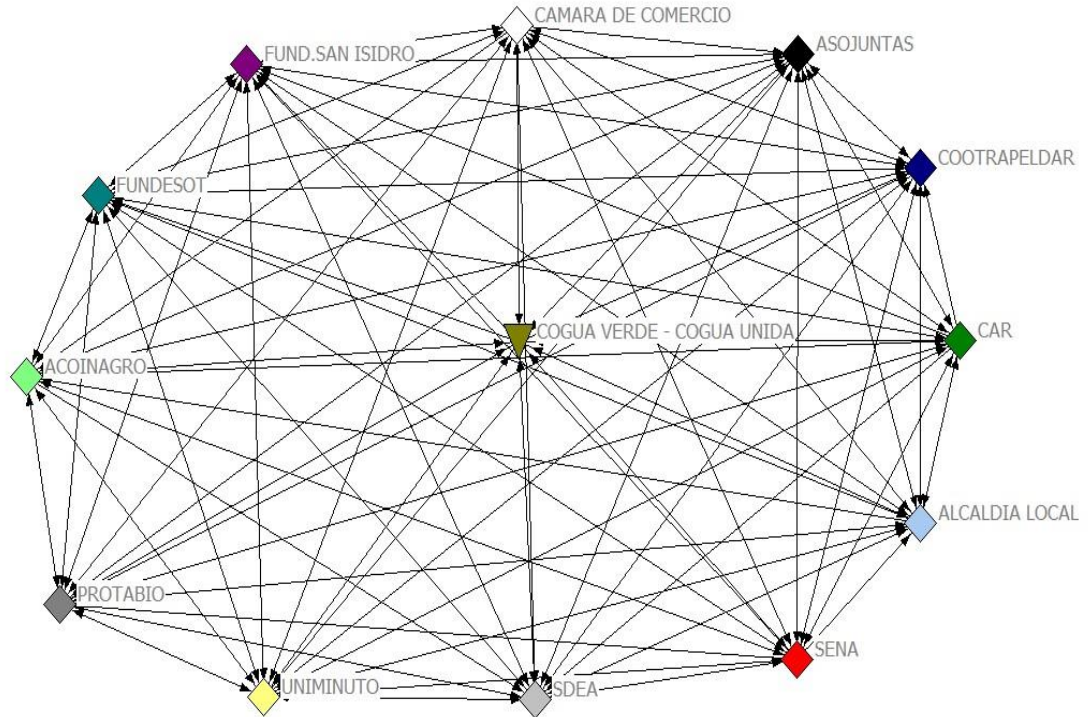 CAMARA DE COMERCIO
ASOJUNTAS
FUND.SAN ISIDRO
COOTRAPELDAR
FUNDESOT
COGUA VERDE - COGUA UNIDA
CAR
ACOINAGRO
ALCALDIA LOCAL
PROTABIO
SENA
UNIMINUTO
SDEA